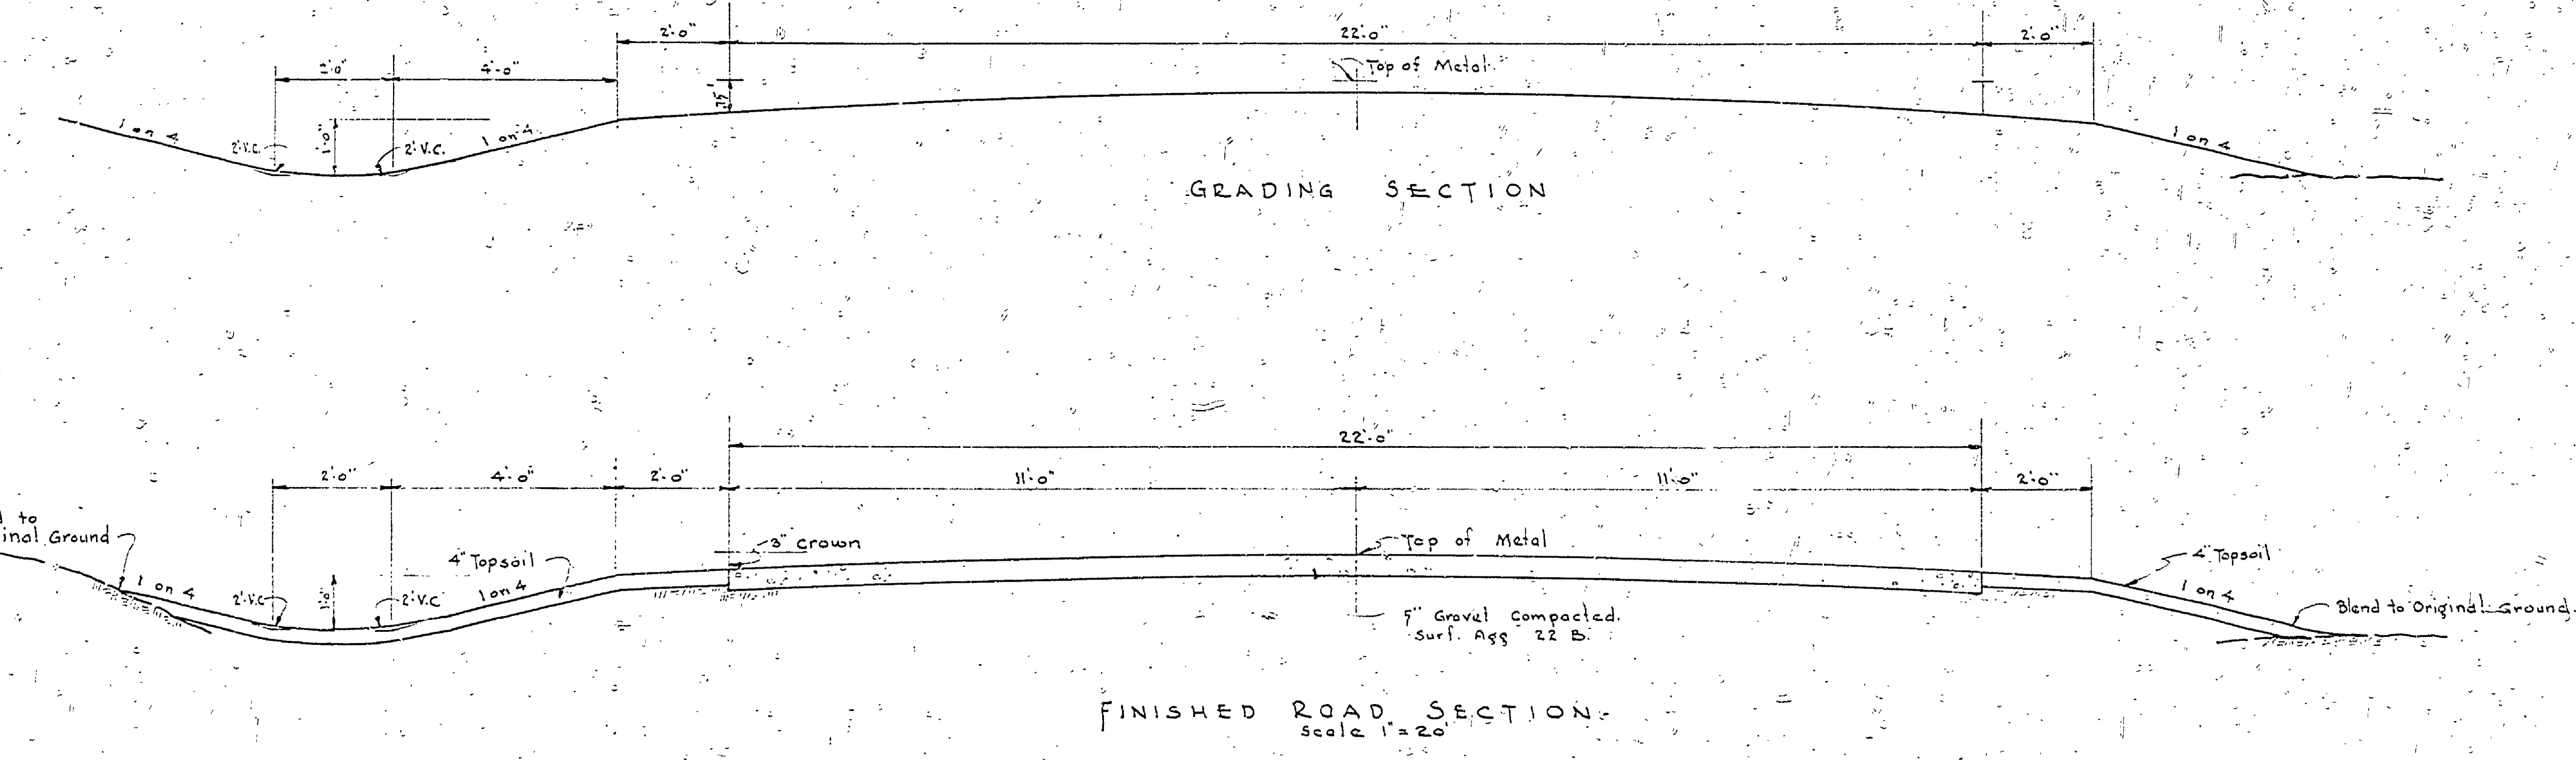 2'-0"
22'-0"
2'-0"
2'-0"
4'-0"
Top of Metal
.75'
1 on 4
2' V.C.
1'-0"
2' V.C.
1 on 4
1 on 4
GRADING SECTION
22'-0"
2'-0"
4'-0"
2'-0"
11'-0"
11'-0"
2'-0"
to
inal Ground
3" crown
Top of Metal
4" Topsoil
4" Topsoil
1 on 4
2' V.C
1'-0"
2' V.C
1 on 4
1 on 4
Blend to Original Ground
5" Gravel Compacted.
Surf. Agg 22 B.
FINISHED ROAD SECTION
Scale 1" = 20'